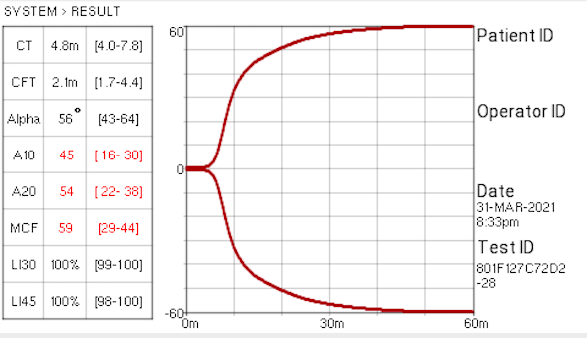 SYSTEM > RESULT
CT 4.8m [4.0-7.8]
CFT 2.1m [1.7-4.4]
Alpha 56° [43-64]
A10 45 [16-30]
A20 54 [22-38]
MCF 59 [29-44]
LI30 100% [99-100]
LI45 100% [98-100]
60
0
-60
0m 30m 60m
Patient ID
Operator ID
Date
31-MAR-2021
8:33pm
Test ID
801F127C72D2
-28